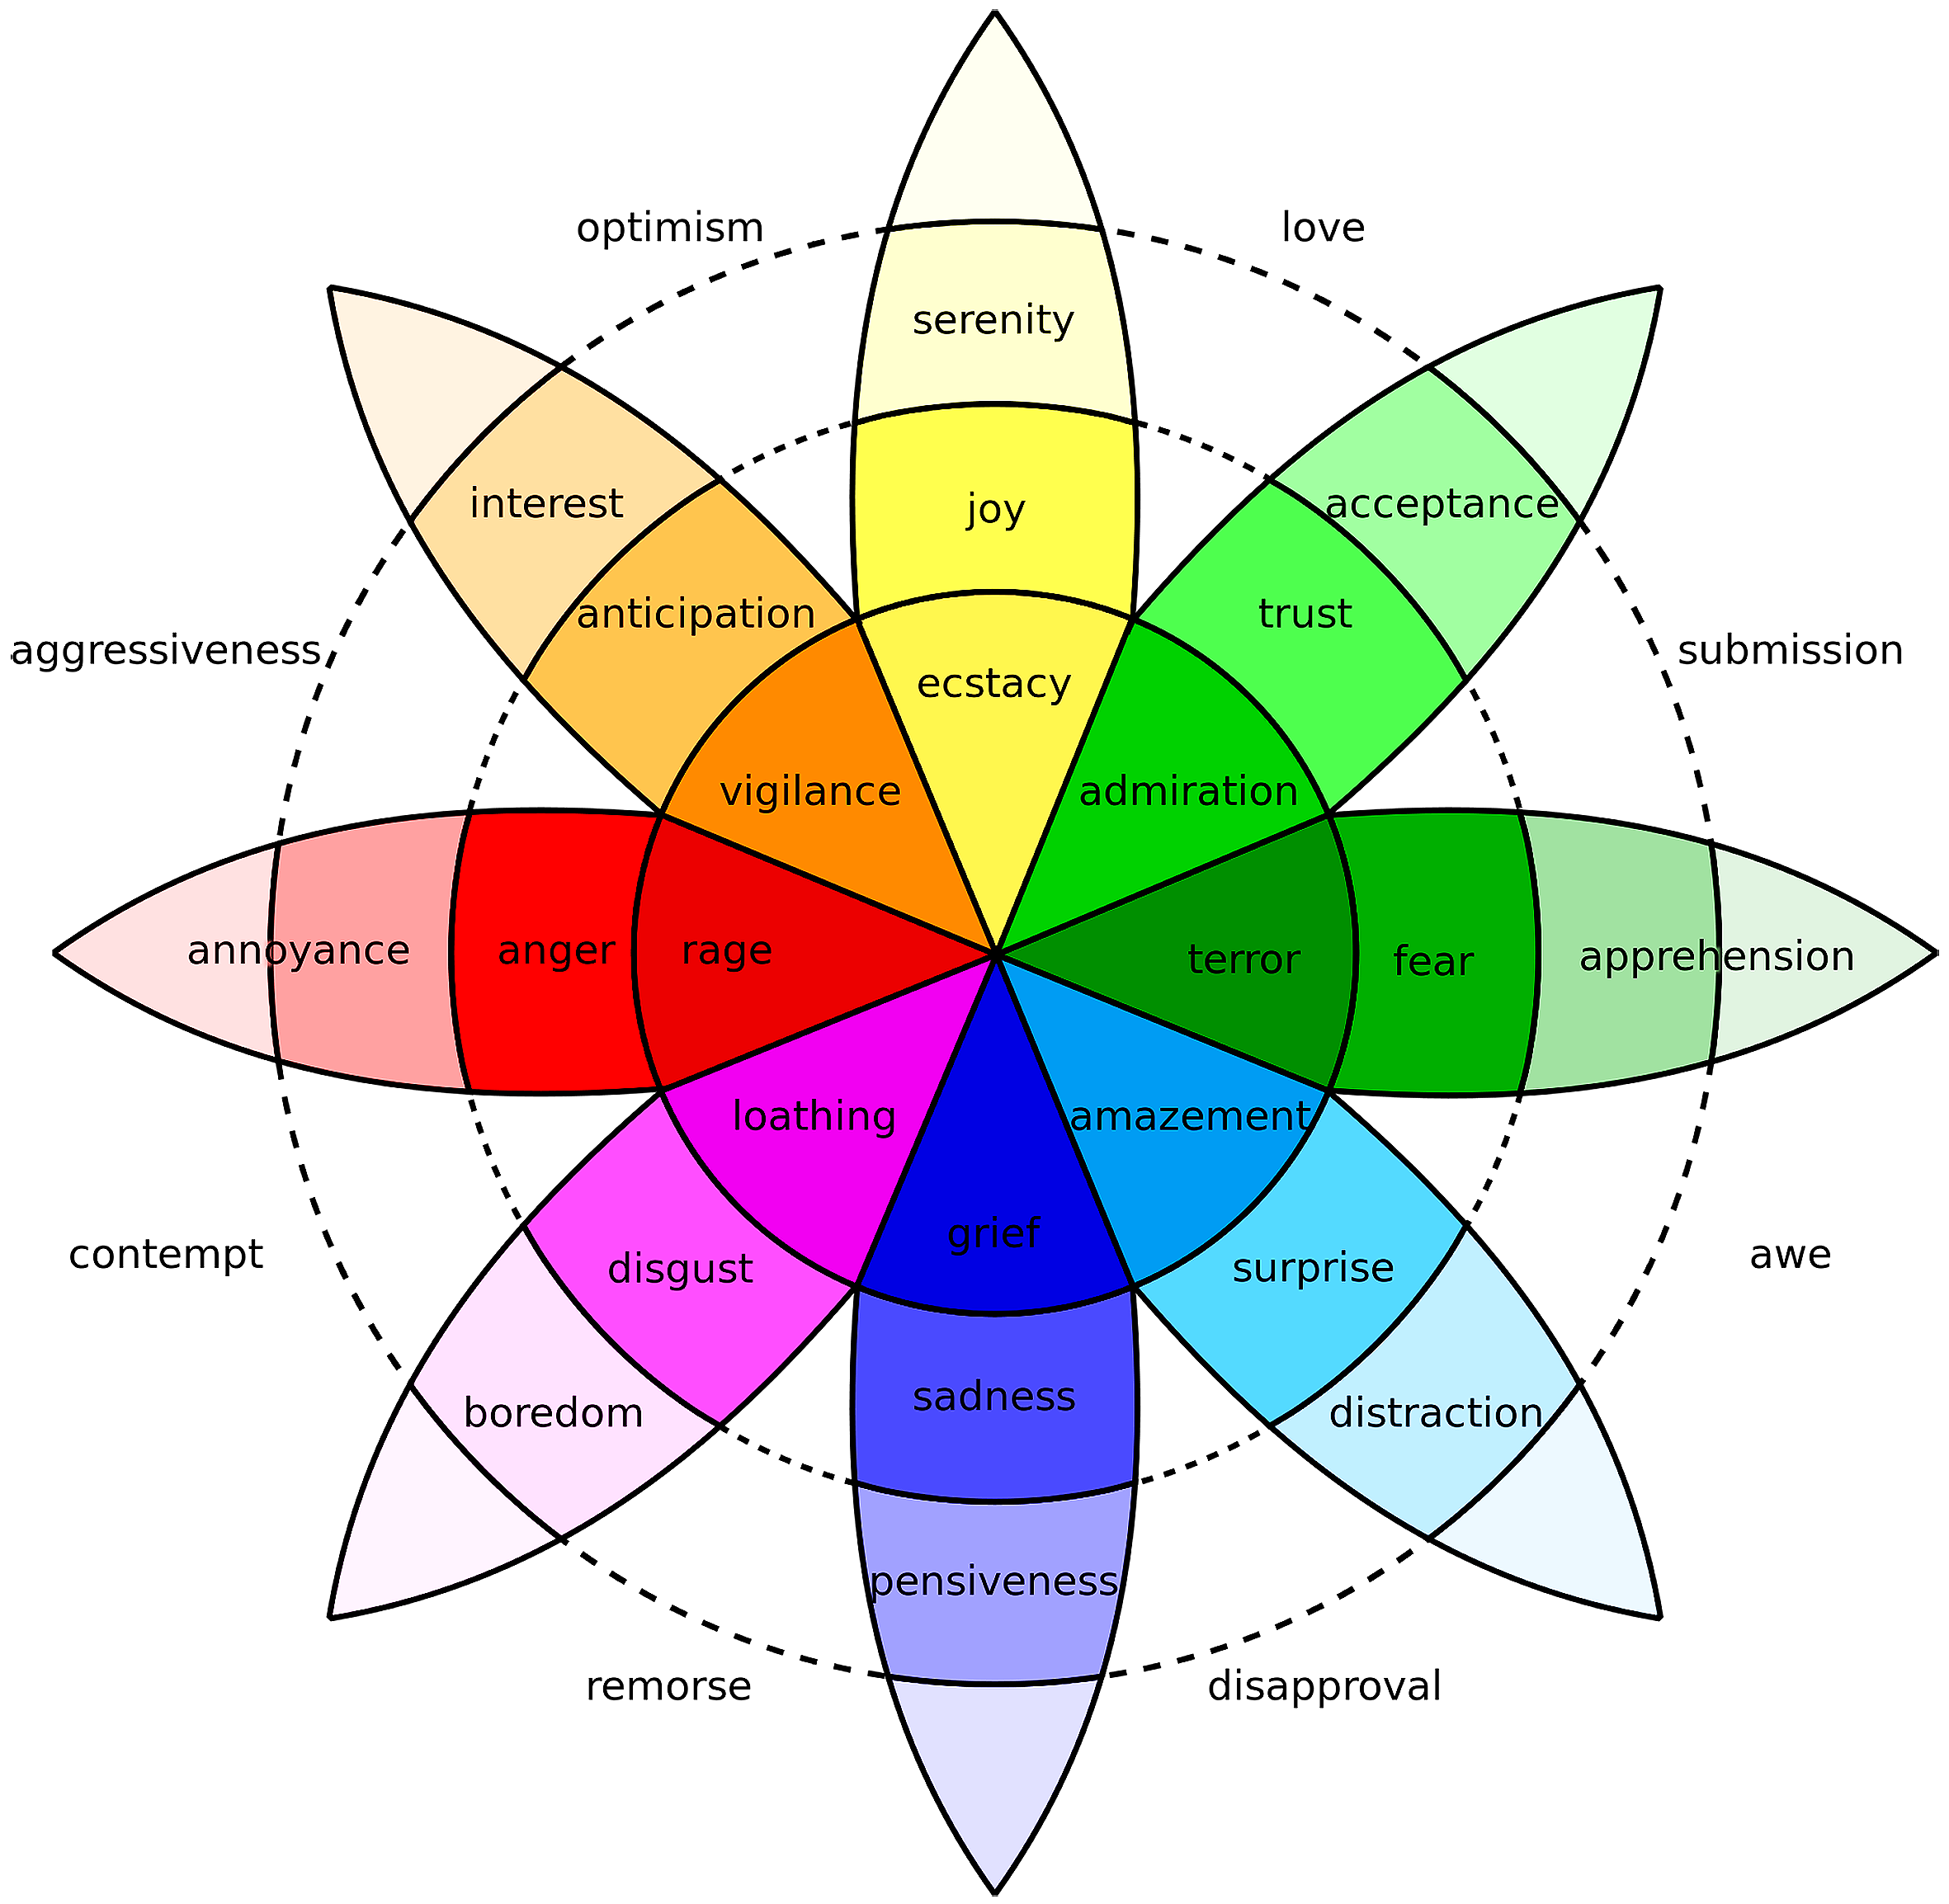 optimism
love
serenity
interest
joy
acceptance
anticipation
trust
aggressiveness
submission
ecstacy
vigilance
admiration
annoyance
anger
rage
terror
fear
apprehension
loathing
amazement
grief
contempt
awe
disgust
surprise
sadness
boredom
distraction
pensiveness
remorse
disapproval